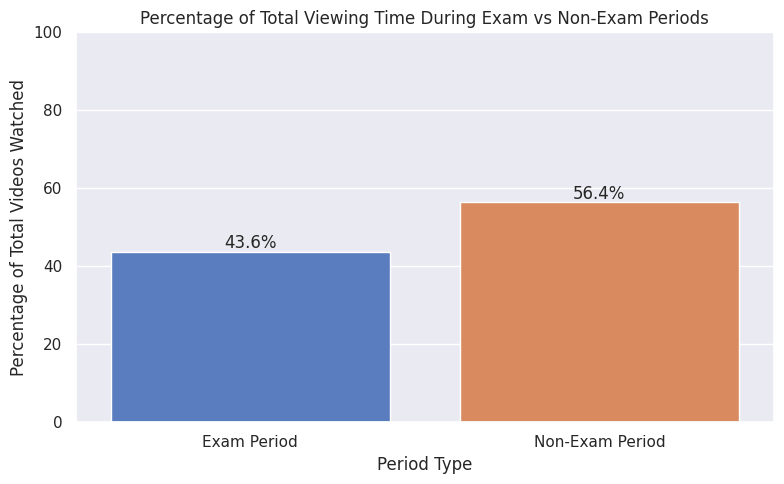 Percentage of Total Viewing Time During Exam vs Non-Exam Periods
100
80
60
40
20
0
Percentage of Total Videos Watched
43.6%
56.4%
Exam Period
Non-Exam Period
Period Type